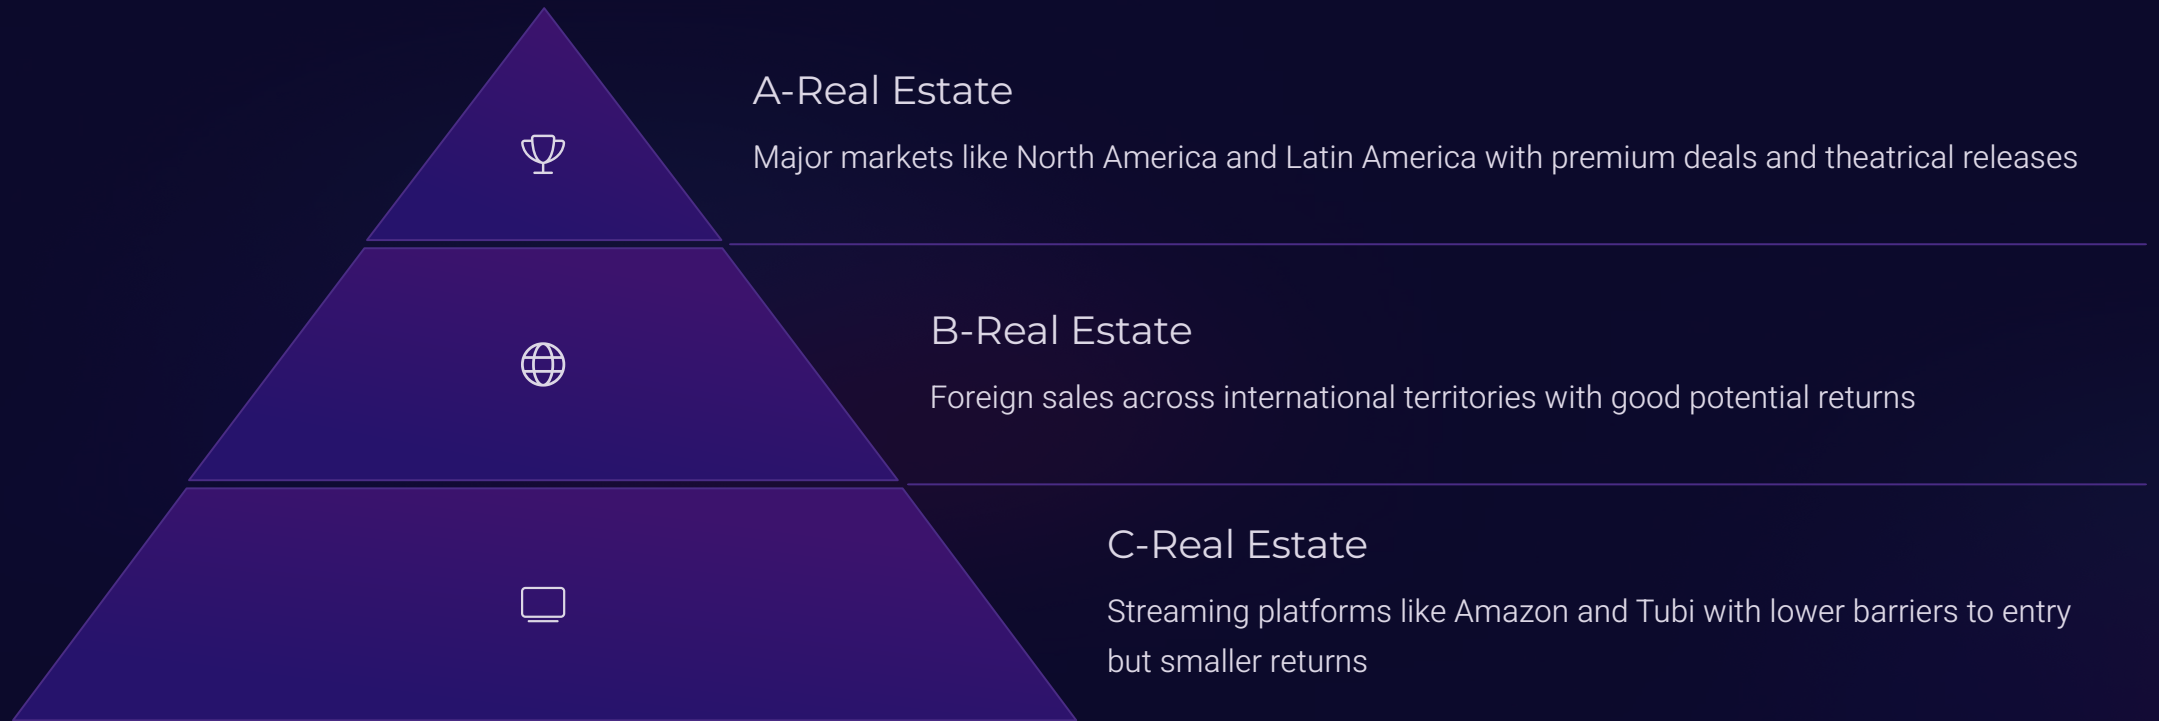 A-Real Estate
Major markets like North America and Latin America with premium deals and theatrical releases
B-Real Estate
Foreign sales across international territories with good potential returns
C-Real Estate
Streaming platforms like Amazon and Tubi with lower barriers to entry
but smaller returns